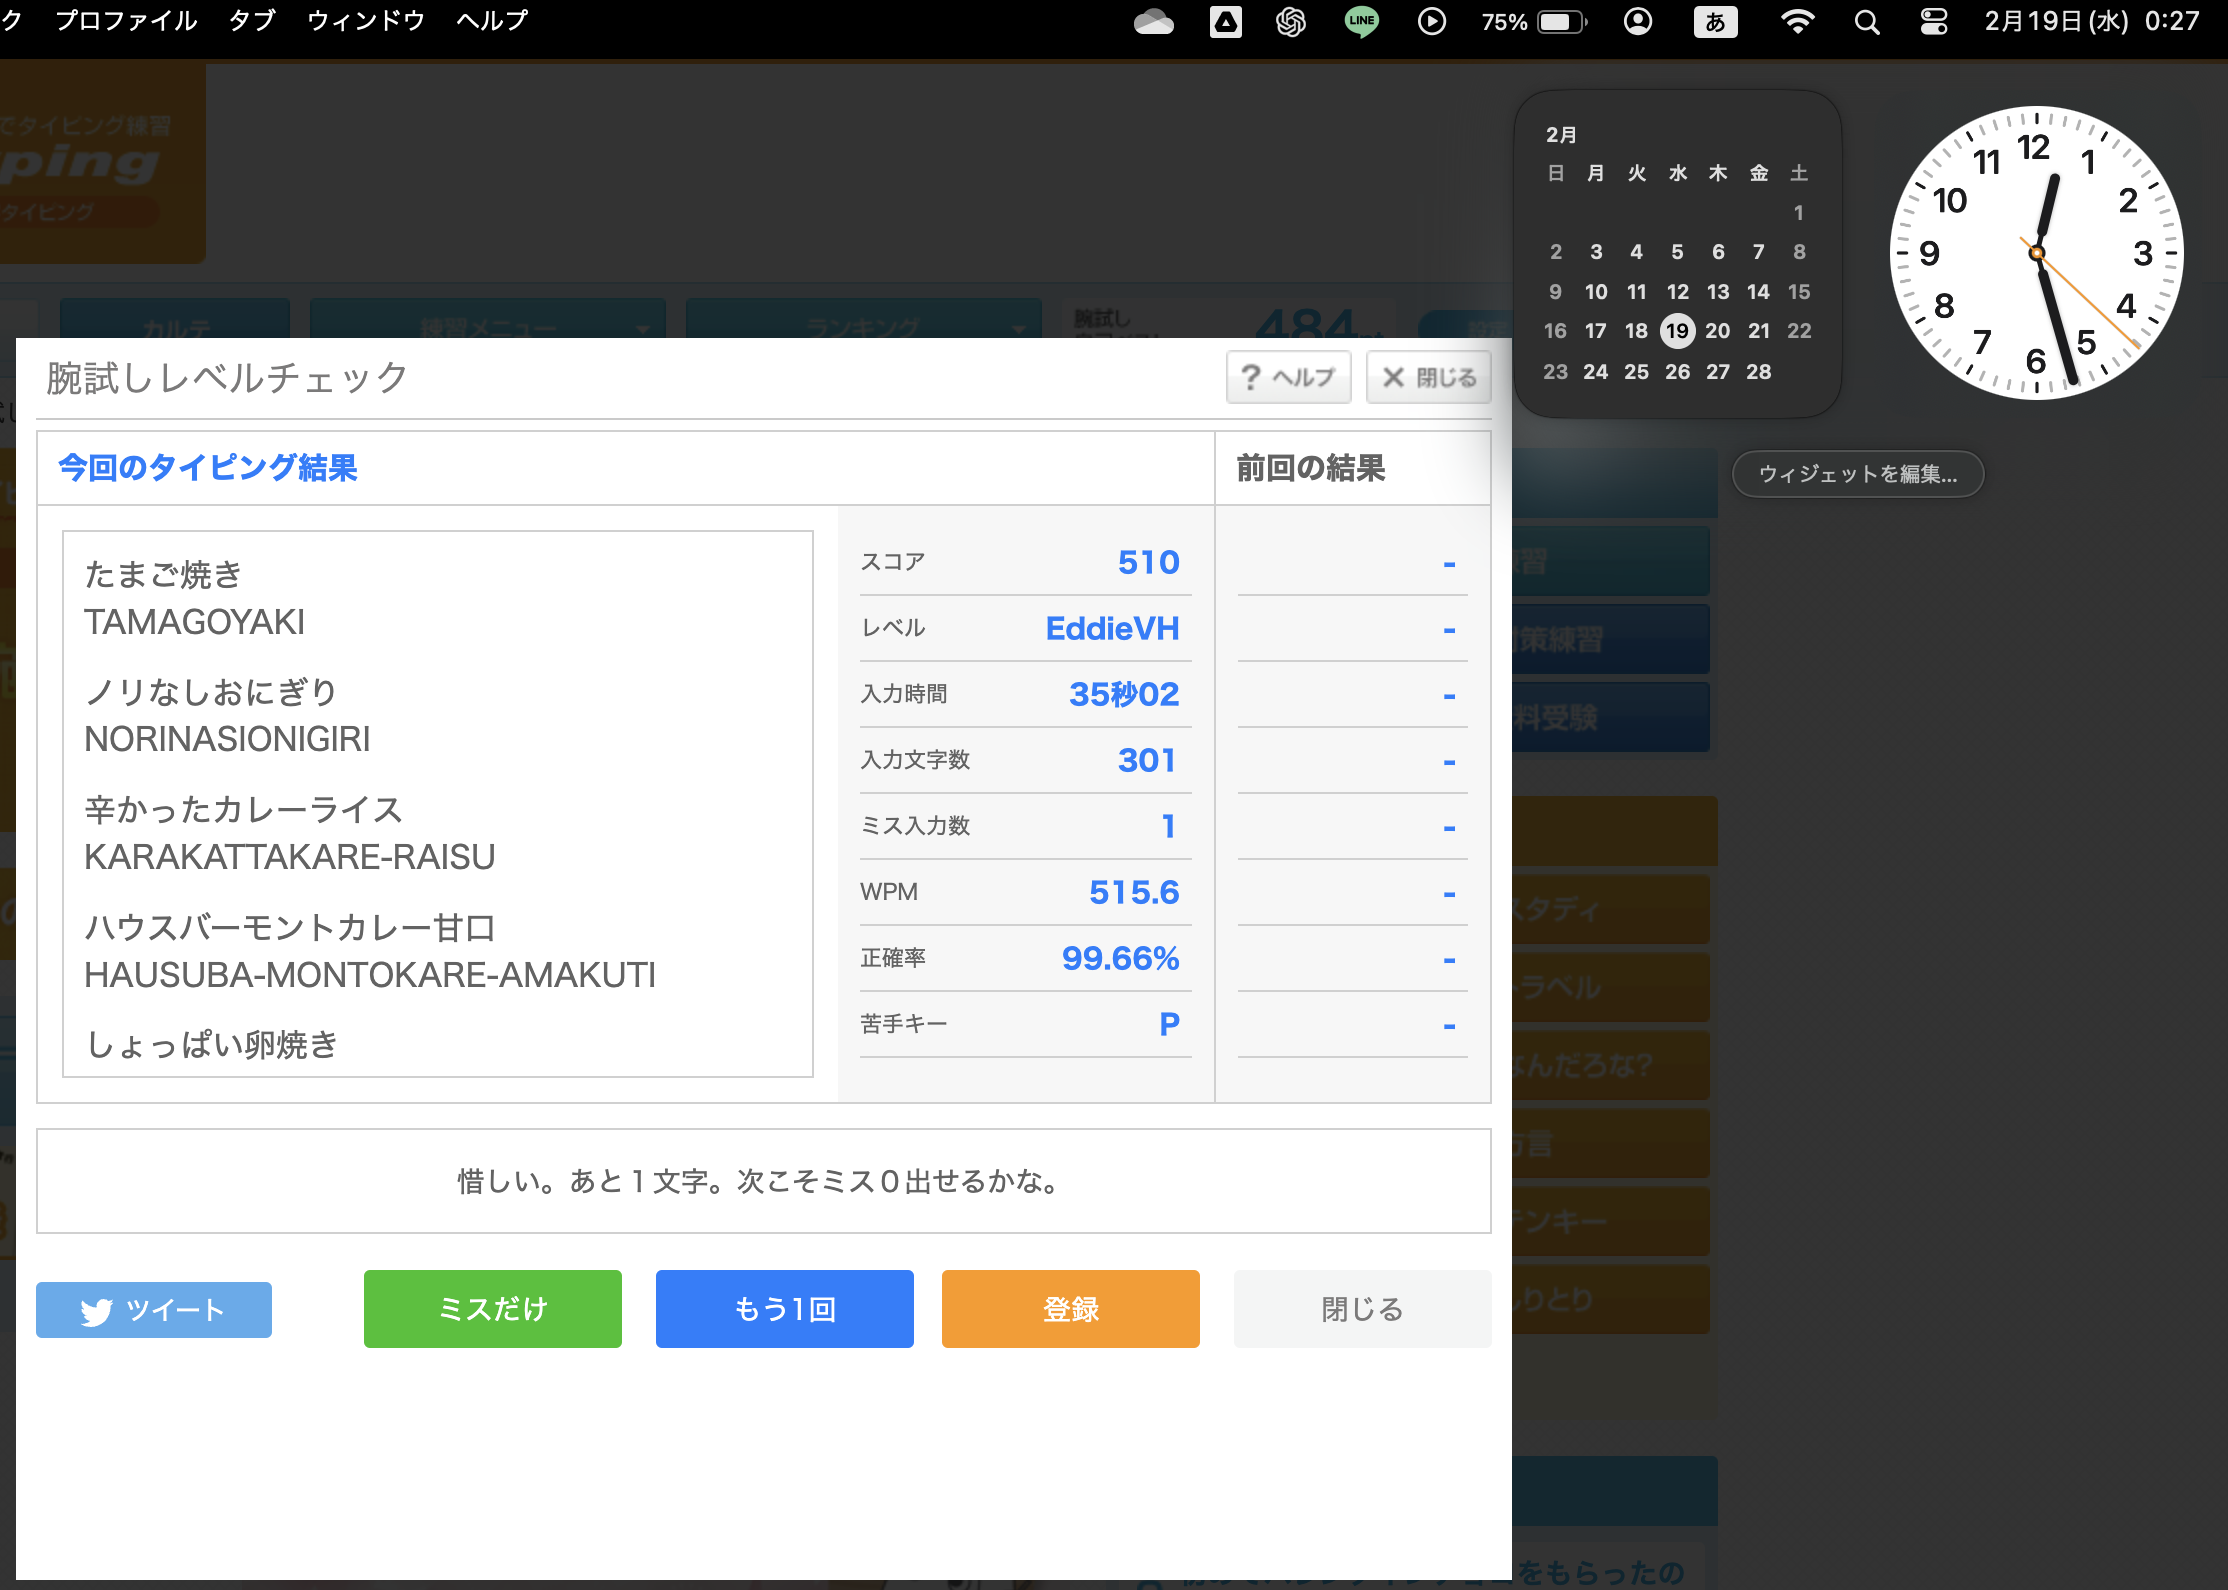 ク プロファイル タブ ウィンドウ ヘルプ
LINE 75% あ 2月19日(水) 0:27
でタイピング練習
ping
タイピング
カルテ 練習メニュー ランキング 腕試し 484 設定
2月
日 月 火 水 木 金 土
1
2 3 4 5 6 7 8
9 10 11 12 13 14 15
16 17 18 19 20 21 22
23 24 25 26 27 28
12 1 2 3 4 5 6 7 8 9 10 11
ウィジェットを編集...
腕試しレベルチェック
? ヘルプ
× 閉じる
今回のタイピング結果
前回の結果
たまご焼き
TAMAGOYAKI
ノリなしおにぎり
NORINASIONIGIRI
辛かったカレーライス
KARAKATTAKARE-RAISU
ハウスバーモントカレー甘口
HAUSUBA-MONTOKARE-AMAKUTI
しょっぱい卵焼き
スコア 510 -
レベル EddieVH -
入力時間 35秒02 -
入力文字数 301 -
ミス入力数 1 -
WPM 515.6 -
正確率 99.66% -
苦手キー P -
惜しい。あと１文字。次こそミス０出せるかな。
ツイート
ミスだけ
もう1回
登録
閉じる
練習
対策練習
料受験
スタディ
トラベル
なんだろな?
方言
テンキー
しりとり
をもらったの